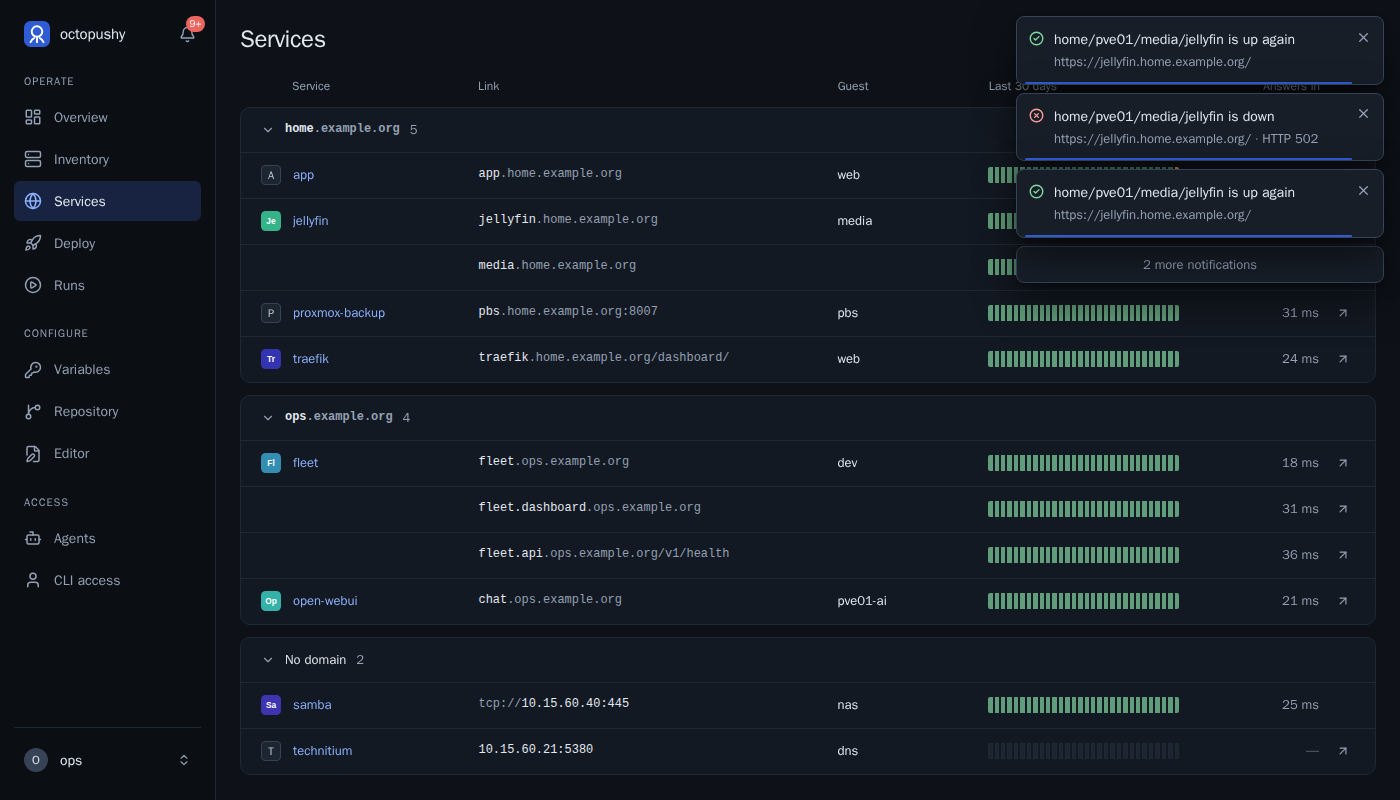 octopushy
9+
OPERATE
Overview
Inventory
Services
Deploy
Runs
CONFIGURE
Variables
Repository
Editor
ACCESS
Agents
CLI access
O ops
Services
Service Link Guest Last 30 days Answers in
home.example.org 5
A app app.home.example.org web
Je jellyfin jellyfin.home.example.org media
media.home.example.org
P proxmox-backup pbs.home.example.org:8007 pbs 31 ms
Tr traefik traefik.home.example.org/dashboard/ web 24 ms
ops.example.org 4
Fl fleet fleet.ops.example.org dev 18 ms
fleet.dashboard.ops.example.org 31 ms
fleet.api.ops.example.org/v1/health 36 ms
Op open-webui chat.ops.example.org pve01-ai 21 ms
No domain 2
Sa samba tcp://10.15.60.40:445 nas 25 ms
T technitium 10.15.60.21:5380 dns —
home/pve01/media/jellyfin is up again
https://jellyfin.home.example.org/
home/pve01/media/jellyfin is down
https://jellyfin.home.example.org/ · HTTP 502
home/pve01/media/jellyfin is up again
https://jellyfin.home.example.org/
2 more notifications